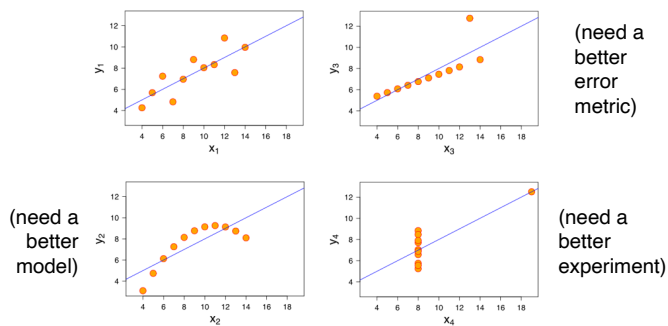 y1
12
10
8
6
4
4 6 8 10 12 14 16 18
x1
y3
12
10
8
6
4
4 6 8 10 12 14 16 18
x3
(need a
better
error
metric)
(need a
better
model)
y2
12
10
8
6
4
4 6 8 10 12 14 16 18
x2
y4
12
10
8
6
4
4 6 8 10 12 14 16 18
x4
(need a
better
experiment)